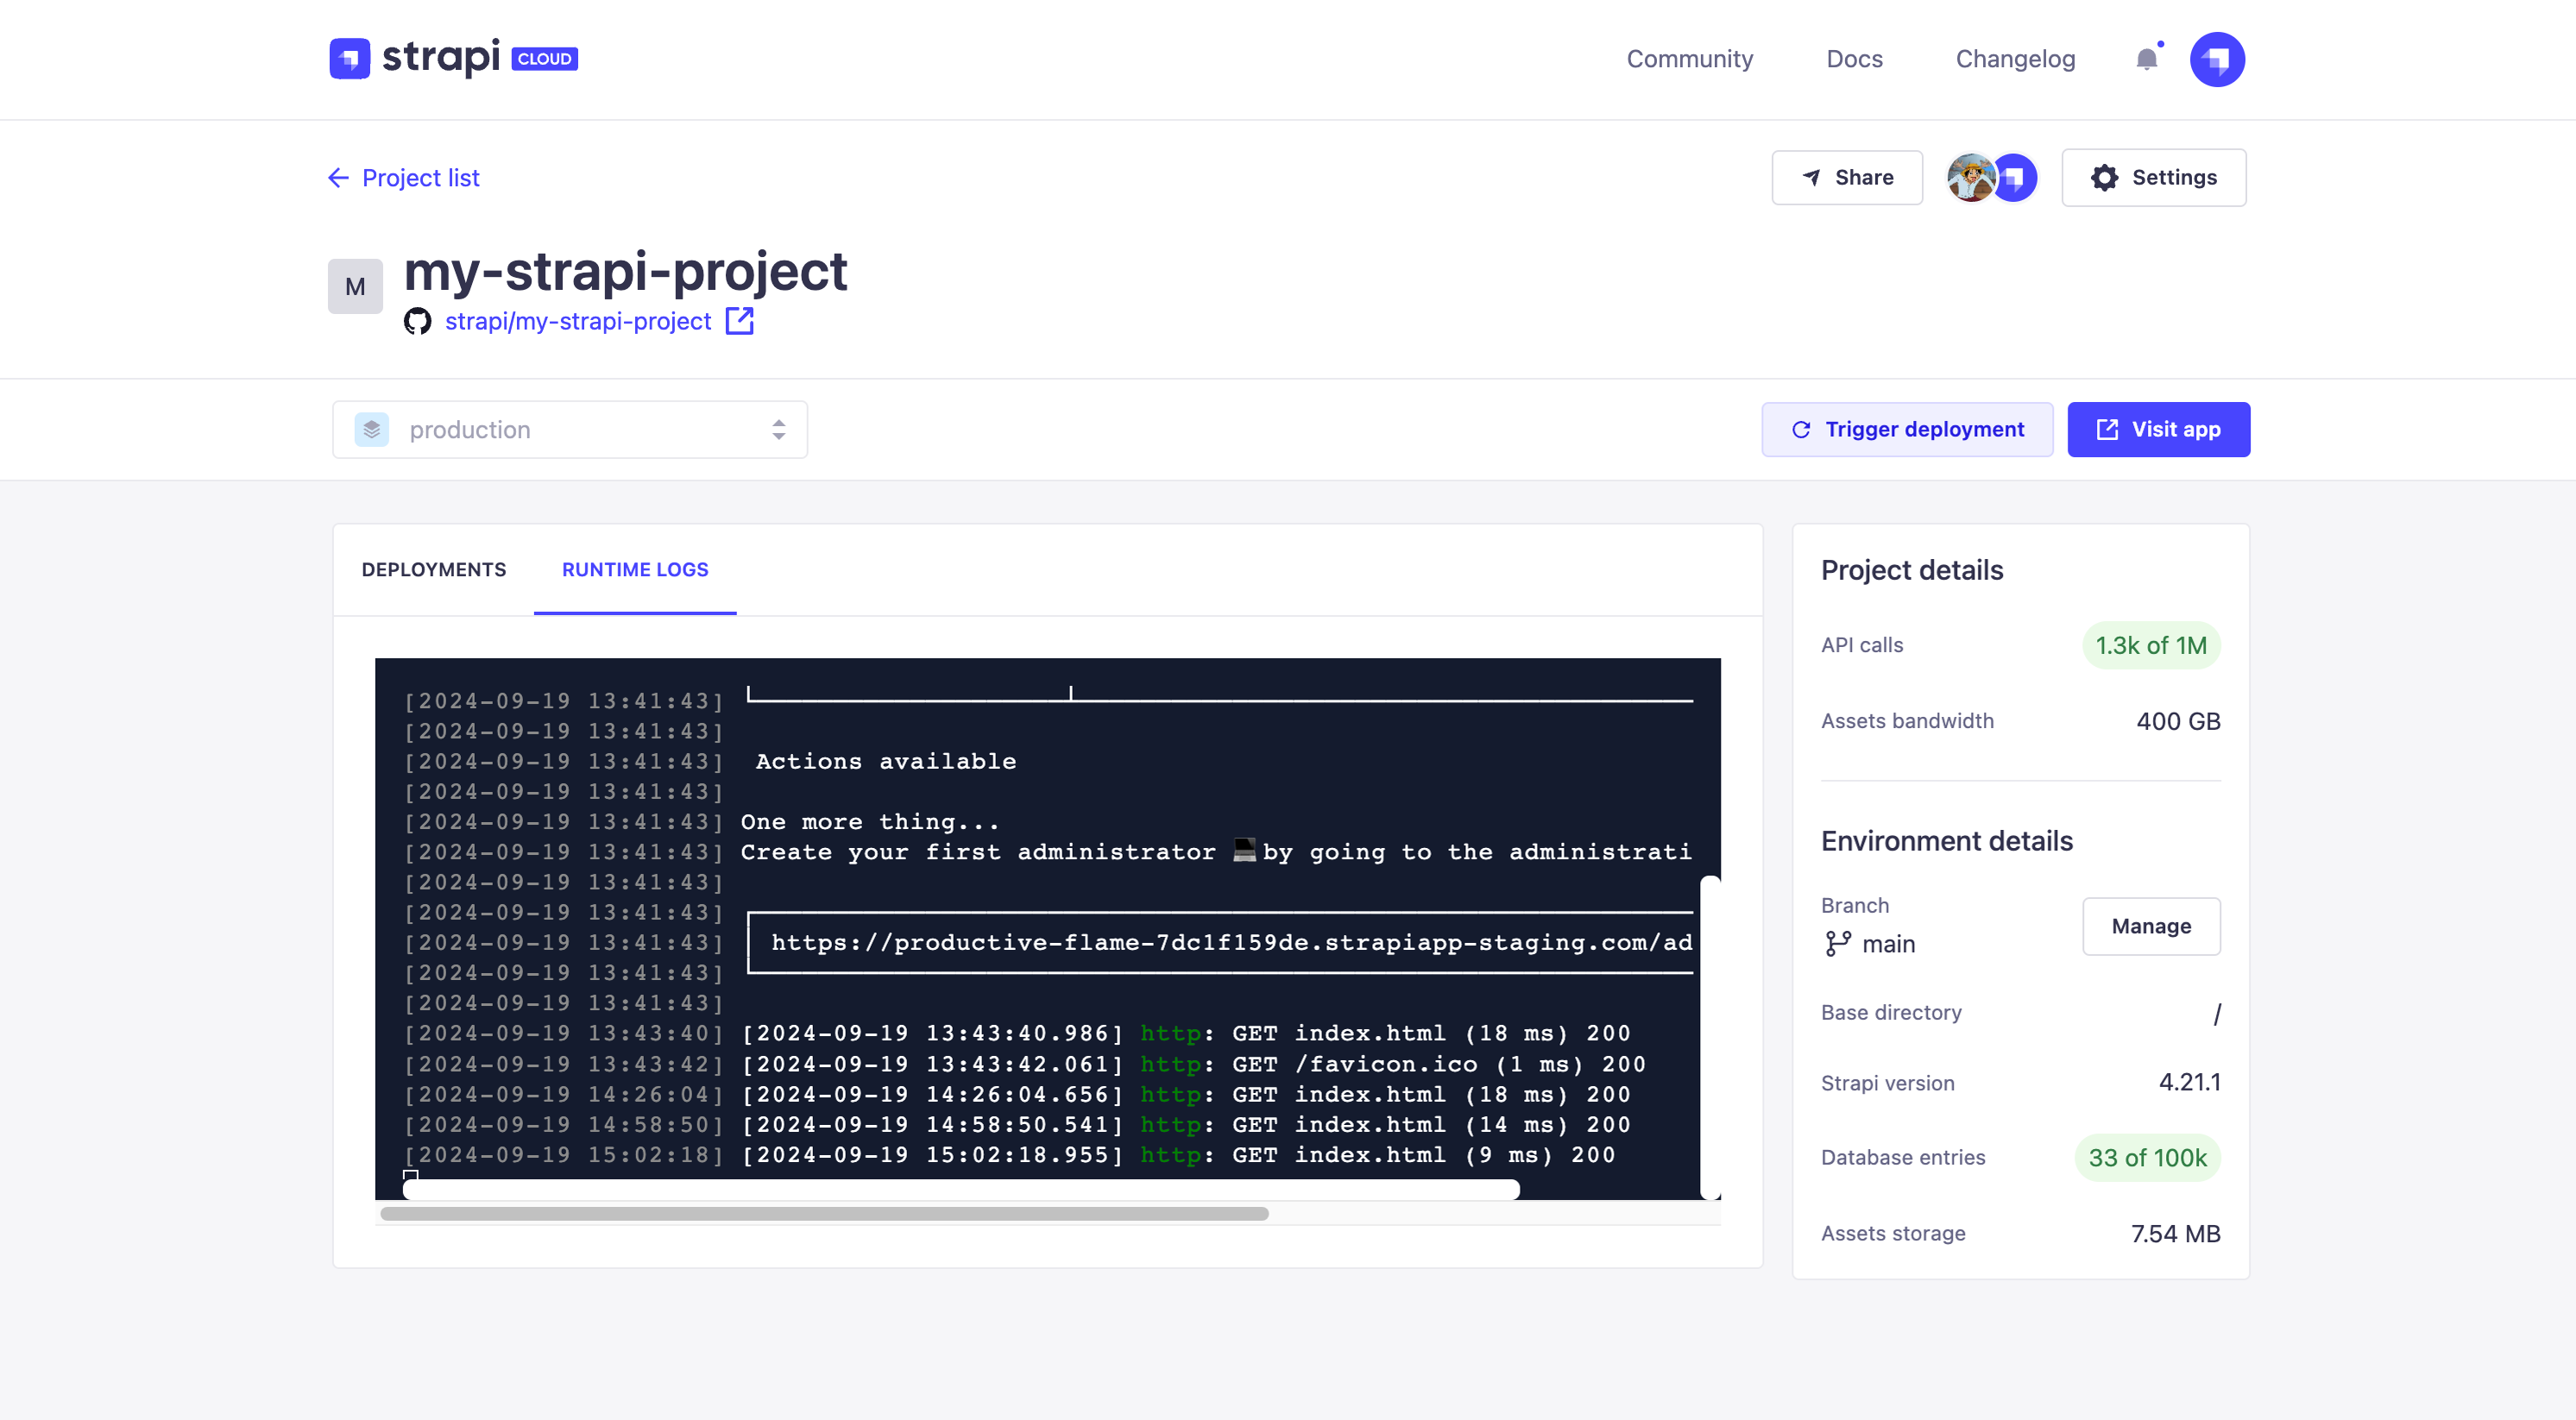 strapi CLOUD
Community
Docs
Changelog
Project list
Share
Settings
M
my-strapi-project
strapi/my-strapi-project
production
Trigger deployment
Visit app
DEPLOYMENTS
RUNTIME LOGS
[2024-09-19 13:41:43]
[2024-09-19 13:41:43]
[2024-09-19 13:41:43] Actions available
[2024-09-19 13:41:43]
[2024-09-19 13:41:43] One more thing...
[2024-09-19 13:41:43] Create your first administrator 💻by going to the administrati
[2024-09-19 13:41:43]
[2024-09-19 13:41:43]
[2024-09-19 13:41:43] │ https://productive-flame-7dc1f159de.strapiapp-staging.com/ad
[2024-09-19 13:41:43]
[2024-09-19 13:41:43]
[2024-09-19 13:43:40] [2024-09-19 13:43:40.986] http: GET index.html (18 ms) 200
[2024-09-19 13:43:42] [2024-09-19 13:43:42.061] http: GET /favicon.ico (1 ms) 200
[2024-09-19 14:26:04] [2024-09-19 14:26:04.656] http: GET index.html (18 ms) 200
[2024-09-19 14:58:50] [2024-09-19 14:58:50.541] http: GET index.html (14 ms) 200
[2024-09-19 15:02:18] [2024-09-19 15:02:18.955] http: GET index.html (9 ms) 200
Project details
API calls
1.3k of 1M
Assets bandwidth
400 GB
Environment details
Branch
main
Manage
Base directory
/
Strapi version
4.21.1
Database entries
33 of 100k
Assets storage
7.54 MB